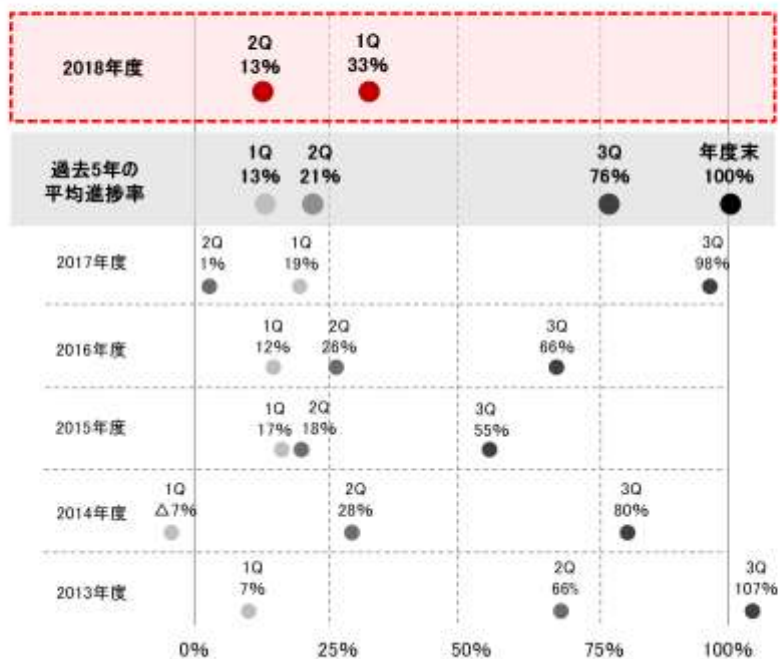 2Q 1Q
2018年度 13% 33%
過去5年の 1Q 2Q 3Q 年度末
平均進捗率 13% 21% 76% 100%
2Q 1Q 3Q
2017年度 1% 19% 98%
1Q 2Q 3Q
2016年度 12% 26% 66%
1Q 2Q 3Q
2015年度 17% 18% 55%
1Q 2Q 3Q
2014年度 △7% 28% 80%
1Q 2Q 3Q
2013年度 7% 66% 107%
0% 25% 50% 75% 100%